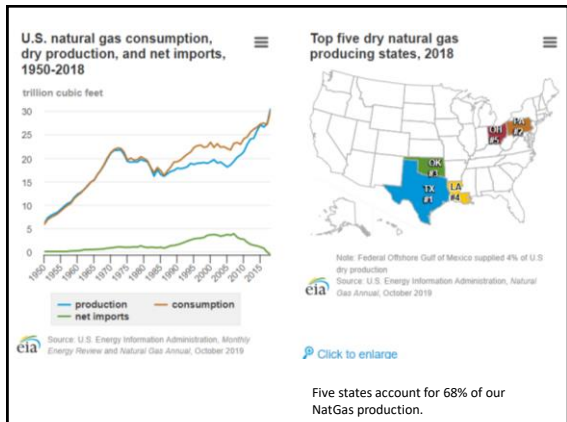 U.S. natural gas consumption,
dry production, and net imports,
1950-2018
trillion cubic feet
30
25
20
15
10
5
0
1950
1955
1960
1965
1970
1975
1980
1985
1990
1995
2000
2005
2010
2015
production
consumption
net imports
eia
Source: U.S. Energy Information Administration, Monthly
Energy Review and Natural Gas Annual, October 2019
Top five dry natural gas
producing states, 2018
PA
#2
OH
#5
OK
#3
TX
#1
LA
#4
Note: Federal Offshore Gulf of Mexico supplied 4% of U.S
dry production
eia
Source: U.S. Energy Information Administration, Natural
Gas Annual, October 2019
Click to enlarge
Five states account for 68% of our
NatGas production.